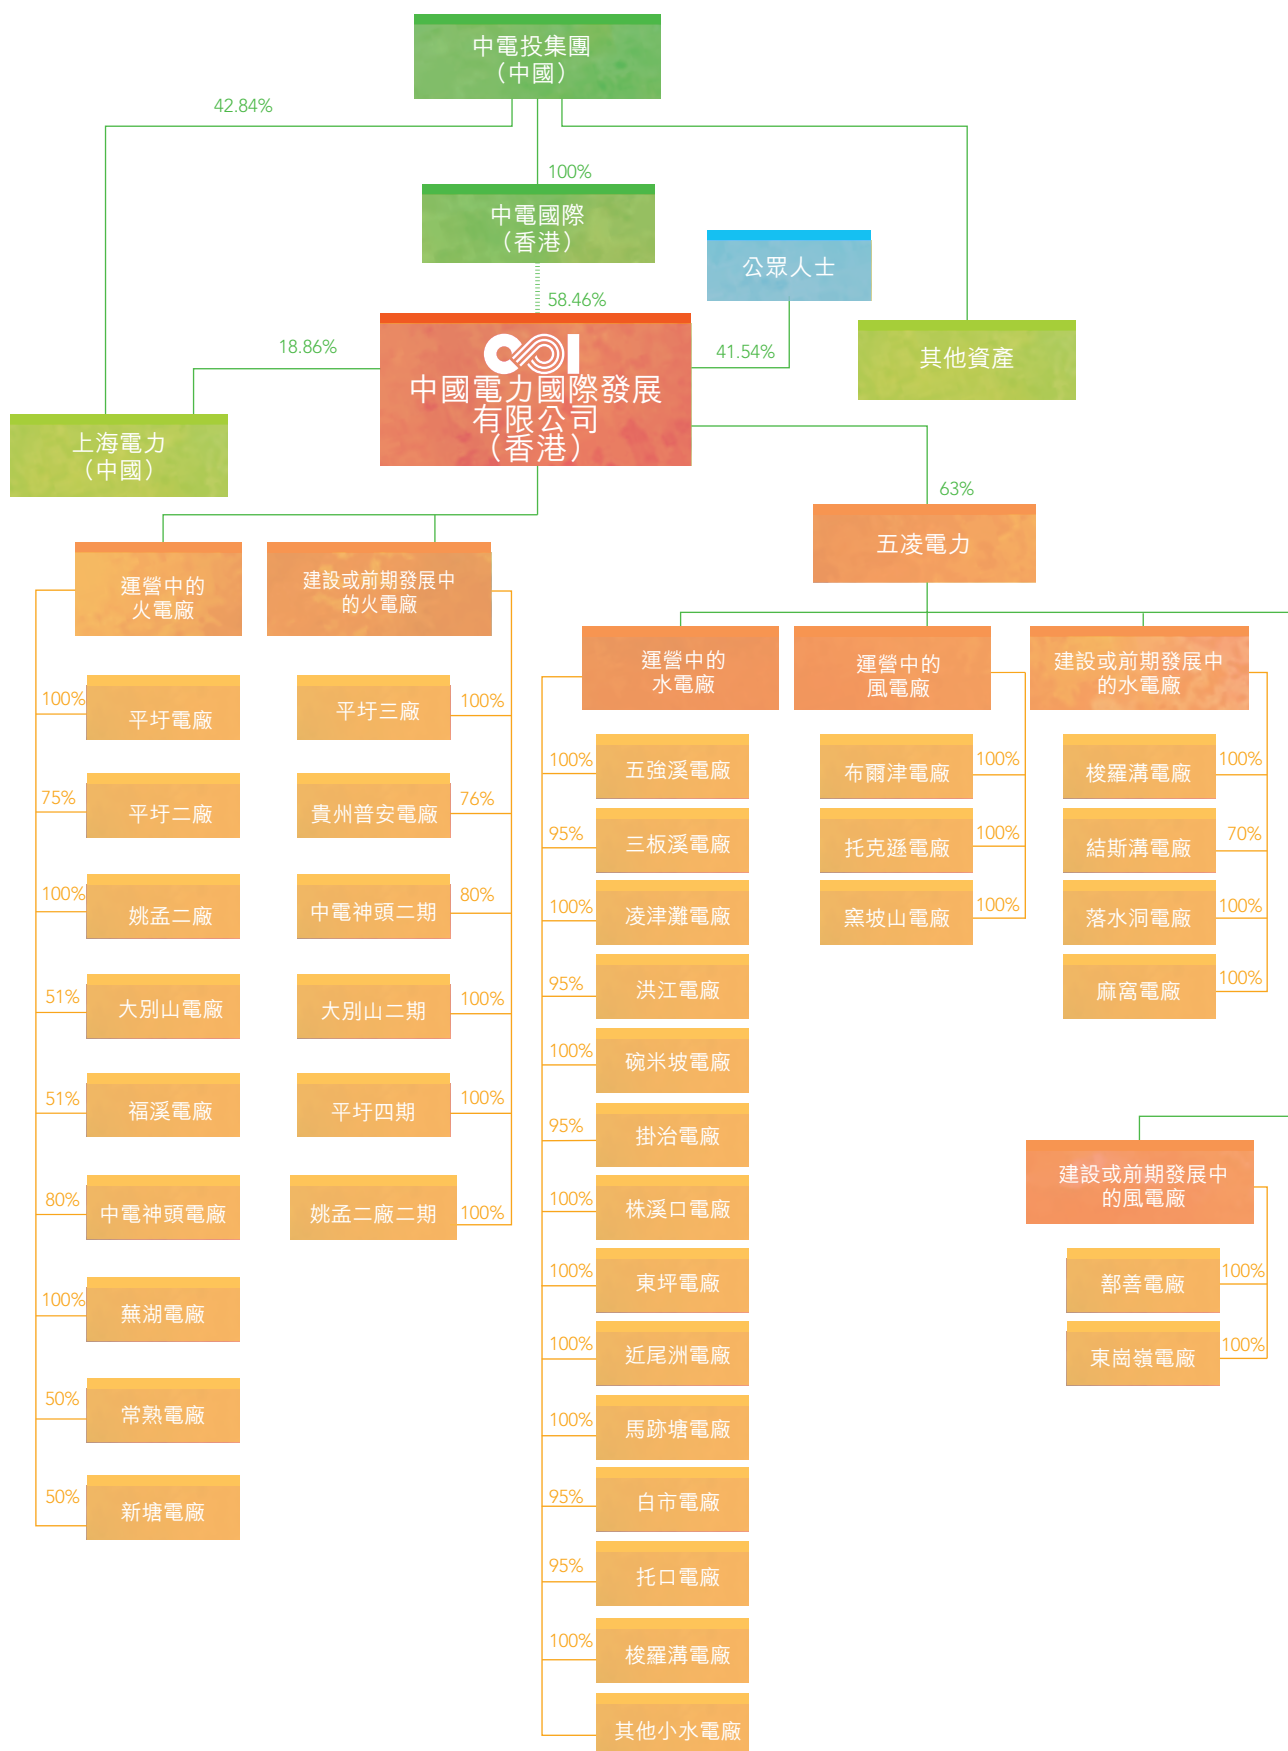 中電投集團
（中國）
42.84%
100%
中電國際
（香港）
公眾人士
58.46%
18.86%
41.54%
其他資產
CPI
中國電力國際發展
有限公司
（香港）
上海電力
（中國）
63%
五凌電力
運營中的
火電廠
100%
平圩電廠
75%
平圩二廠
100%
姚孟二廠
51%
大別山電廠
51%
福溪電廠
80%
中電神頭電廠
100%
蕪湖電廠
50%
常熟電廠
50%
新塘電廠
建設或前期發展中
的火電廠
平圩三廠
100%
貴州普安電廠
76%
中電神頭二期
80%
大別山二期
100%
平圩四期
100%
姚孟二廠二期
100%
運營中的
水電廠
100%
五強溪電廠
95%
三板溪電廠
100%
凌津灘電廠
95%
洪江電廠
100%
碗米坡電廠
95%
掛治電廠
100%
株溪口電廠
100%
東坪電廠
100%
近尾洲電廠
100%
馬跡塘電廠
95%
白市電廠
95%
托口電廠
100%
梭羅溝電廠
其他小水電廠
運營中的
風電廠
布爾津電廠
100%
托克遜電廠
100%
窯坡山電廠
100%
建設或前期發展中
的水電廠
梭羅溝電廠
100%
結斯溝電廠
70%
落水洞電廠
100%
麻窩電廠
100%
建設或前期發展中
的風電廠
鄯善電廠
100%
東崗嶺電廠
100%